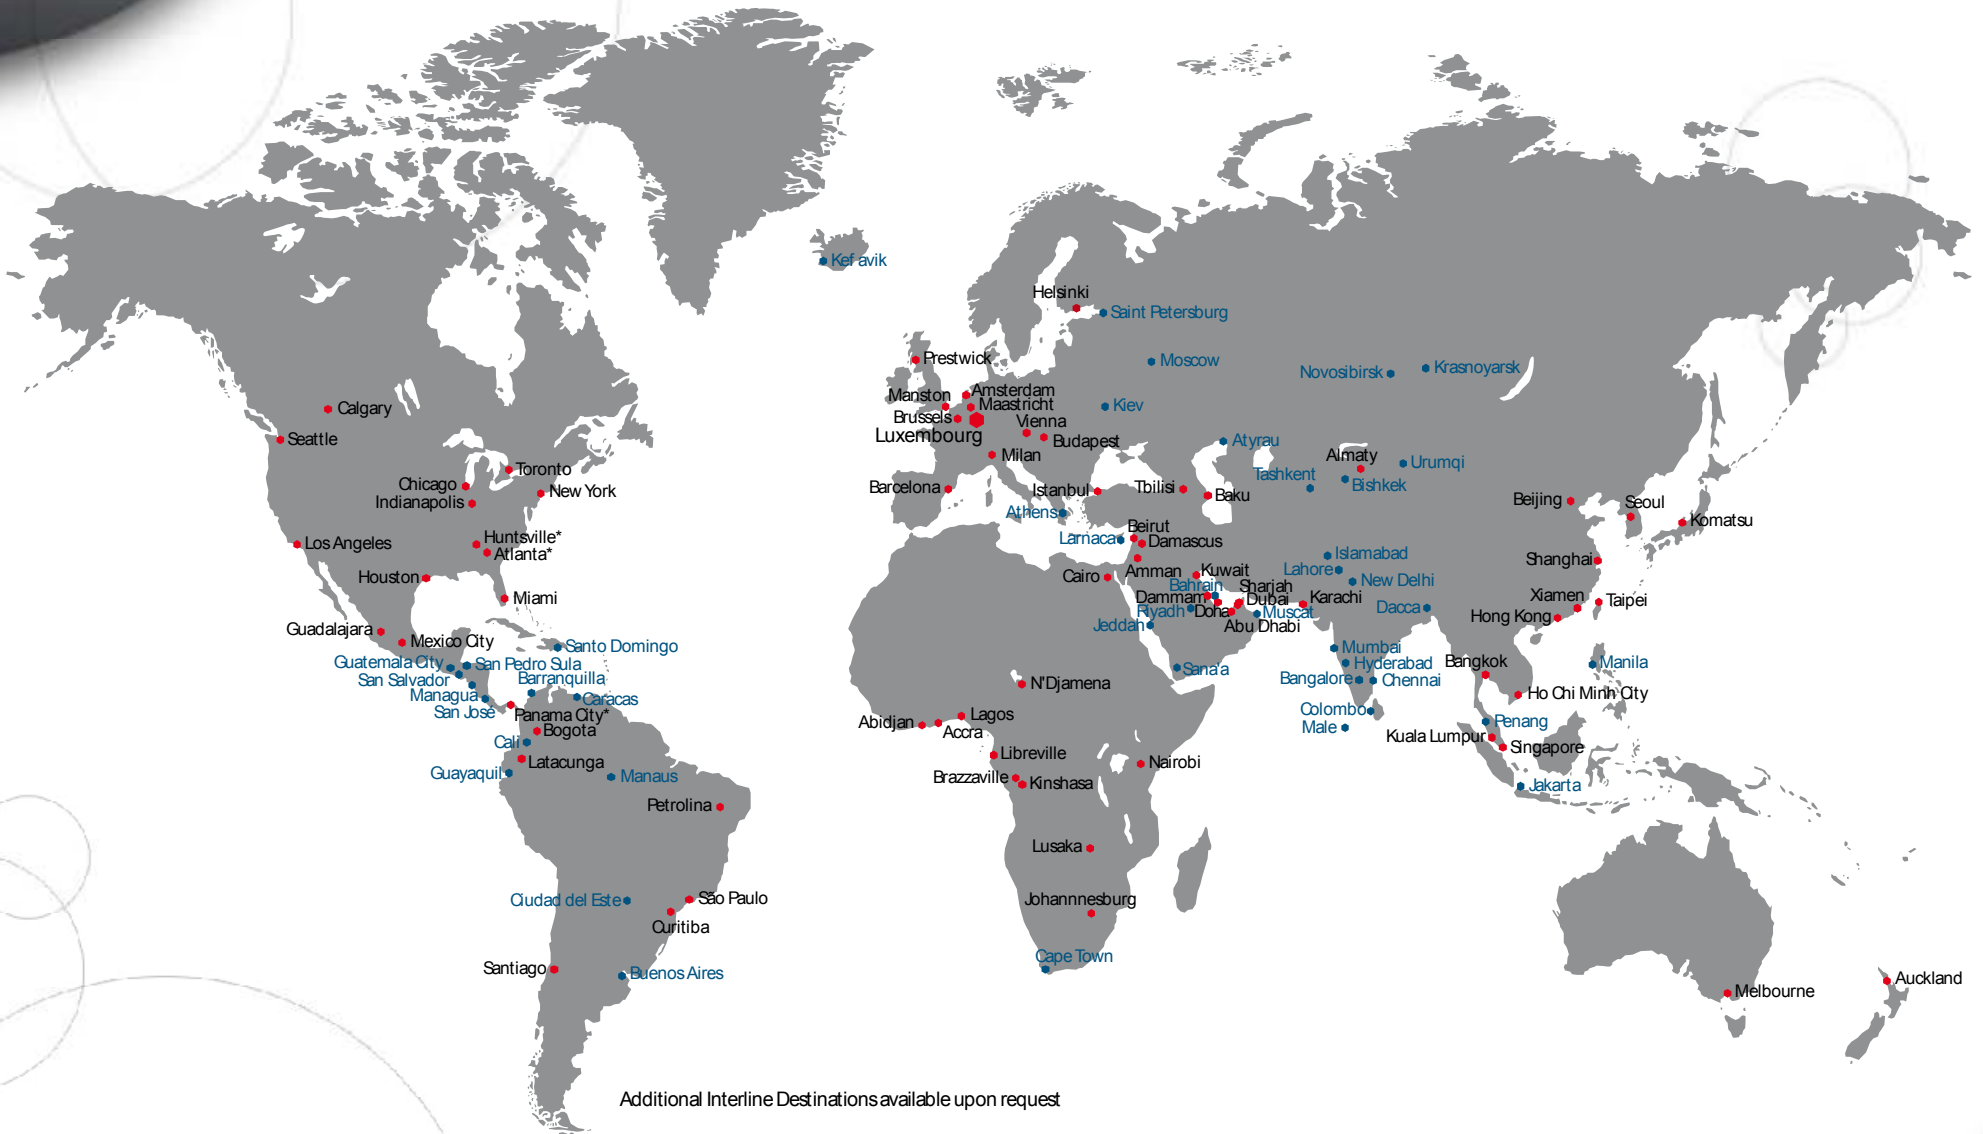 Kef avik
Helsinki
Saint Petersburg
Prestwick
Moscow
Novosibirsk
Krasnoyarsk
Manston
Amsterdam
Maastricht
Calgary
Brussels
Kiev
Vienna
Luxembourg
Budapest
Seattle
Atyrau
Milan
Almaty
Urumqi
Toronto
Tashkent
Bishkek
Chicago
Barcelona
Istanbul
Tbilisi
Baku
New York
Indianapolis
Beijing
Seoul
Athens
Komatsu
Beirut
Huntsville*
Larnaca
Damascus
Los Angeles
Atlanta*
Islamabad
Shanghai
Houston
Cairo
Amman
Kuwait
Lahore
New Delhi
Bahrain
Sharjah
Miami
Dammam
Dubai
Karachi
Xiamen
Taipei
Riyadh
Doha
Muscat
Dacca
Hong Kong
Jeddah
Abu Dhabi
Guadalajara
Mexico City
Santo Domingo
Mumbai
Guatemala City
San Pedro Sula
Hyderabad
Bangkok
Manila
San Salvador
Barranquilla
Sana'a
Bangalore
Chennai
N'Djamena
Managua
Caracas
Ho Chi Minh City
San José
Panama City*
Lagos
Colombo
Abidjan
Accra
Penang
Bogota
Male
Kuala Lumpur
Cali
Singapore
Latacunga
Libreville
Nairobi
Guayaquil
Manaus
Brazzaville
Kinshasa
Jakarta
Petrolina
Lusaka
Ciudad del Este
São Paulo
Johannnesburg
Curitiba
Cape Town
Santiago
Buenos Aires
Auckland
Melbourne
Additional Interline Destinations available upon request